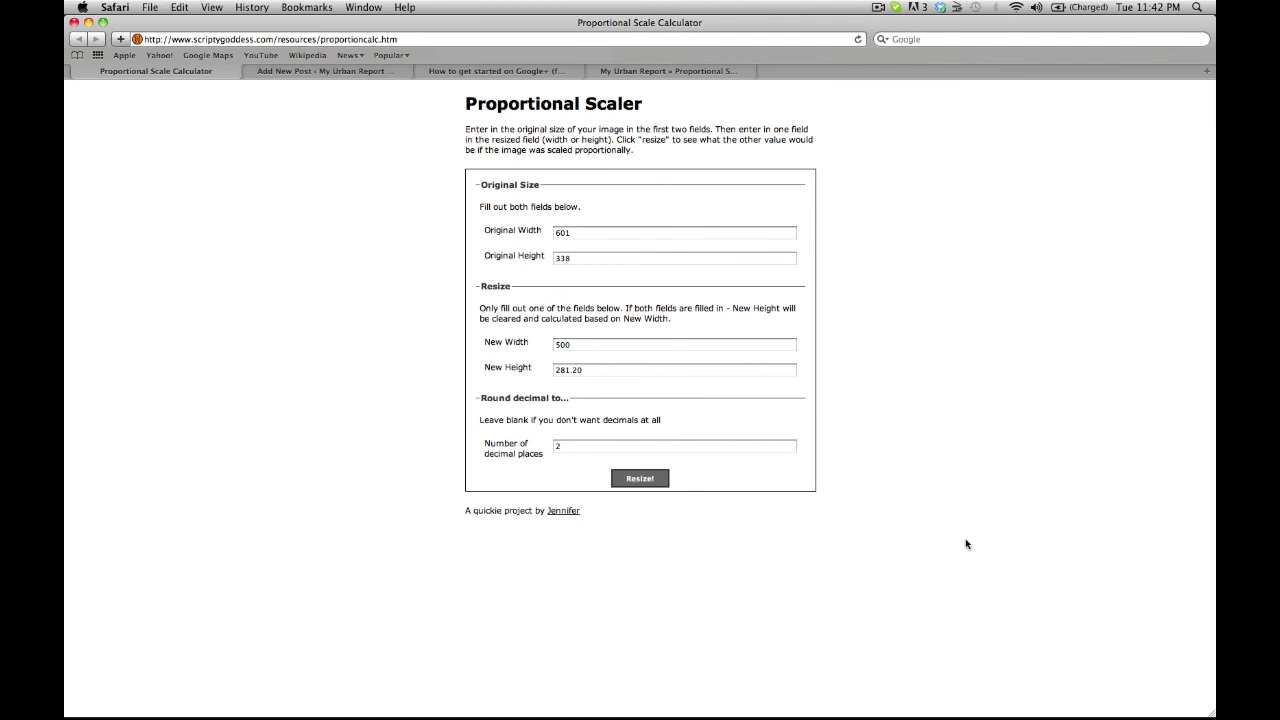 Safari File Edit View History Bookmarks Window Help 3 (Charged) Tue 11:42 PM
Proportional Scale Calculator
http://www.scriptygoddess.com/resources/proportioncalc.htm Google
Apple Yahoo! Google Maps YouTube Wikipedia News Popular
Proportional Scale Calculator Add New Post ‹ My Urban Report ... How to get started on Google+ (f... My Urban Report » Proportional S...
Proportional Scaler
Enter in the original size of your image in the first two fields. Then enter in one field
in the resized field (width or height). Click "resize" to see what the other value would
be if the image was scaled proportionally.
Original Size
Fill out both fields below.
Original Width 601
Original Height 338
Resize
Only fill out one of the fields below. If both fields are filled in - New Height will
be cleared and calculated based on New Width.
New Width 500
New Height 281.20
Round decimal to...
Leave blank if you don't want decimals at all
Number of
decimal places 2
Resize!
A quickie project by Jennifer